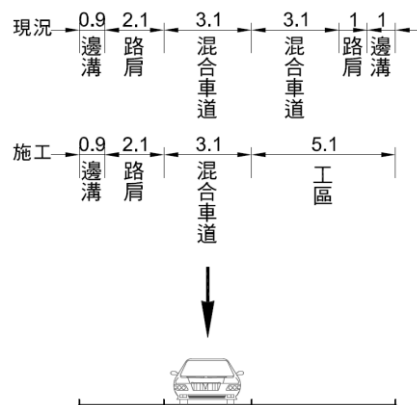 現況 0.9 2.1 3.1 3.1 1 1
邊溝 路肩 混合車道 混合車道 路肩 邊溝
施工 0.9 2.1 3.1 5.1
邊溝 路肩 混合車道 工區